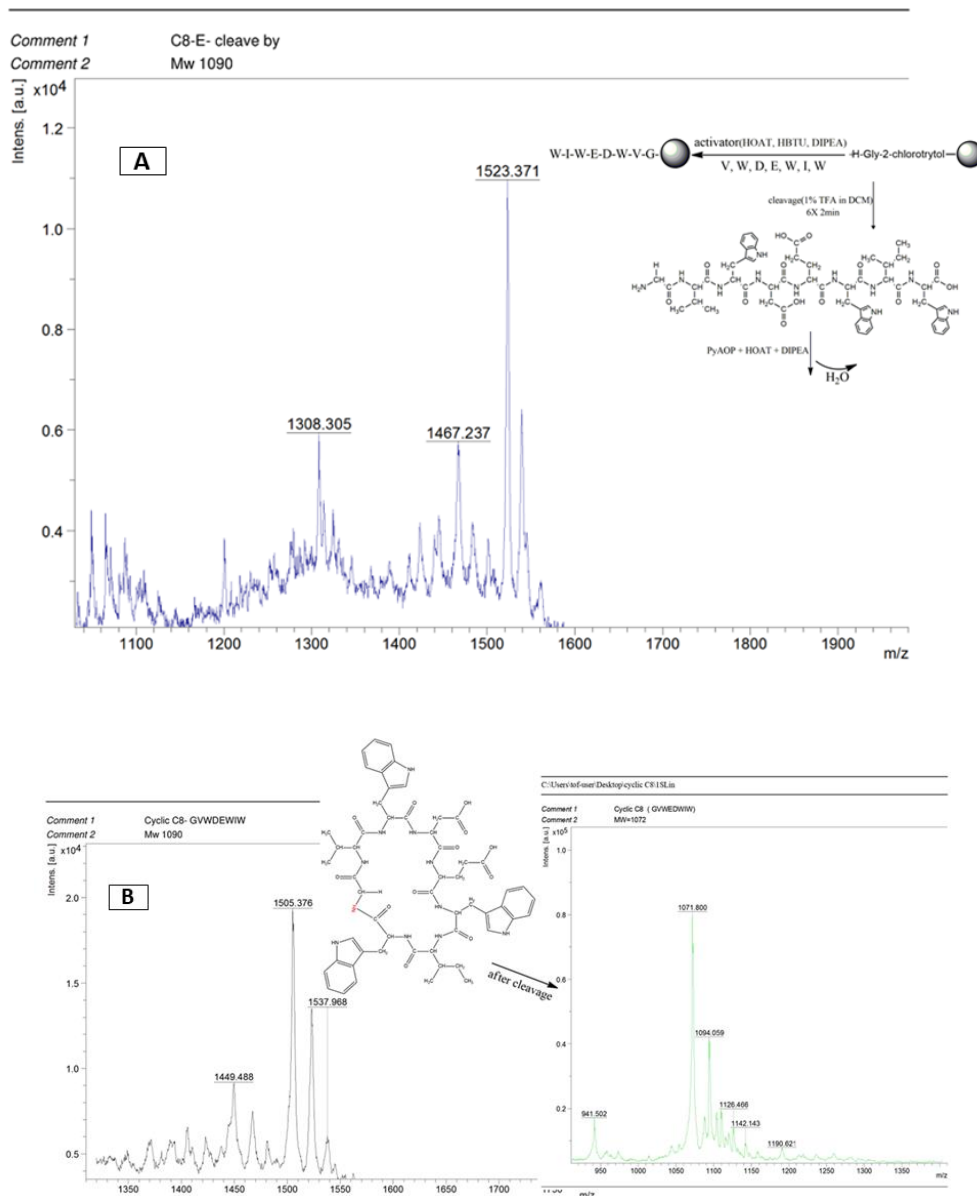 Comment 1 C8-E- cleave by
Comment 2 Mw 1090
Intens. [a.u.]
x10⁴
1.2
1.0
0.8
0.6
0.4
A
1523.371
1467.237
1308.305
1100 1200 1300 1400 1500 1600 1700 1800 1900
m/z
W-I-W-E-D-W-V-G-
activator(HOAT, HBTU, DIPEA)
V, W, D, E, W, I, W
H-Gly-2-chlorotrytol
cleavage(1% TFA in DCM)
6X 2min
PyAOP + HOAT + DIPEA
H₂O
Comment 1 Cyclic C8- GVWDEWIW
Comment 2 Mw 1090
Intens. [a.u.]
x10⁴
2.0
1.5
1.0
0.5
B
1505.376
1537.968
1449.488
1350 1400 1450 1500 1550 1600 1650 1700
m/z
after cleavage
C:\Users\tof-user\Desktop\cyclic C8\1SLin
Comment 1 Cyclic C8 ( GVWEDWIW)
Comment 2 MW=1072
Intens. [a.u.]
x10⁵
1.0
0.8
0.6
0.4
0.2
1071.800
1094.059
1126.466
1142.143
1190.621
941.502
950 1000 1050 1100 1150 1200 1250 1300 1350
m/z